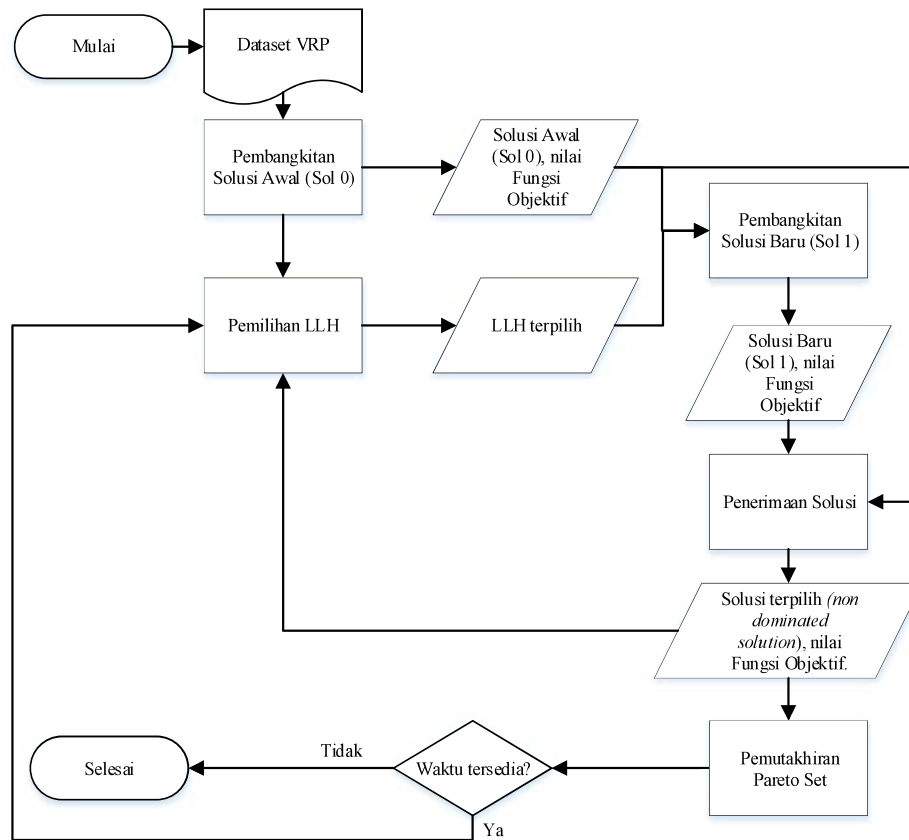 Mulai
Dataset VRP
Pembangkitan
Solusi Awal (Sol 0)
Solusi Awal
(Sol 0), nilai
Fungsi
Objektif
Pembangkitan
Solusi Baru (Sol 1)
Pemilihan LLH
LLH terpilih
Solusi Baru
(Sol 1), nilai
Fungsi
Objektif
Penerimaan Solusi
Solusi terpilih (non
dominated
solution), nilai
Fungsi Objektif.
Pemutakhiran
Pareto Set
Waktu tersedia?
Tidak
Selesai
Ya